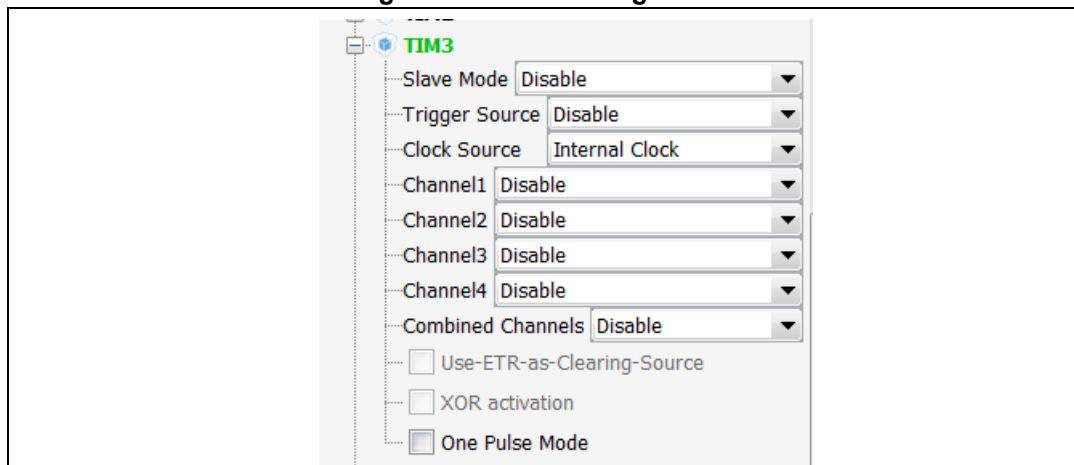 TIM3
Slave Mode Disable
Trigger Source Disable
Clock Source Internal Clock
Channel1 Disable
Channel2 Disable
Channel3 Disable
Channel4 Disable
Combined Channels Disable
Use-ETR-as-Clearing-Source
XOR activation
One Pulse Mode